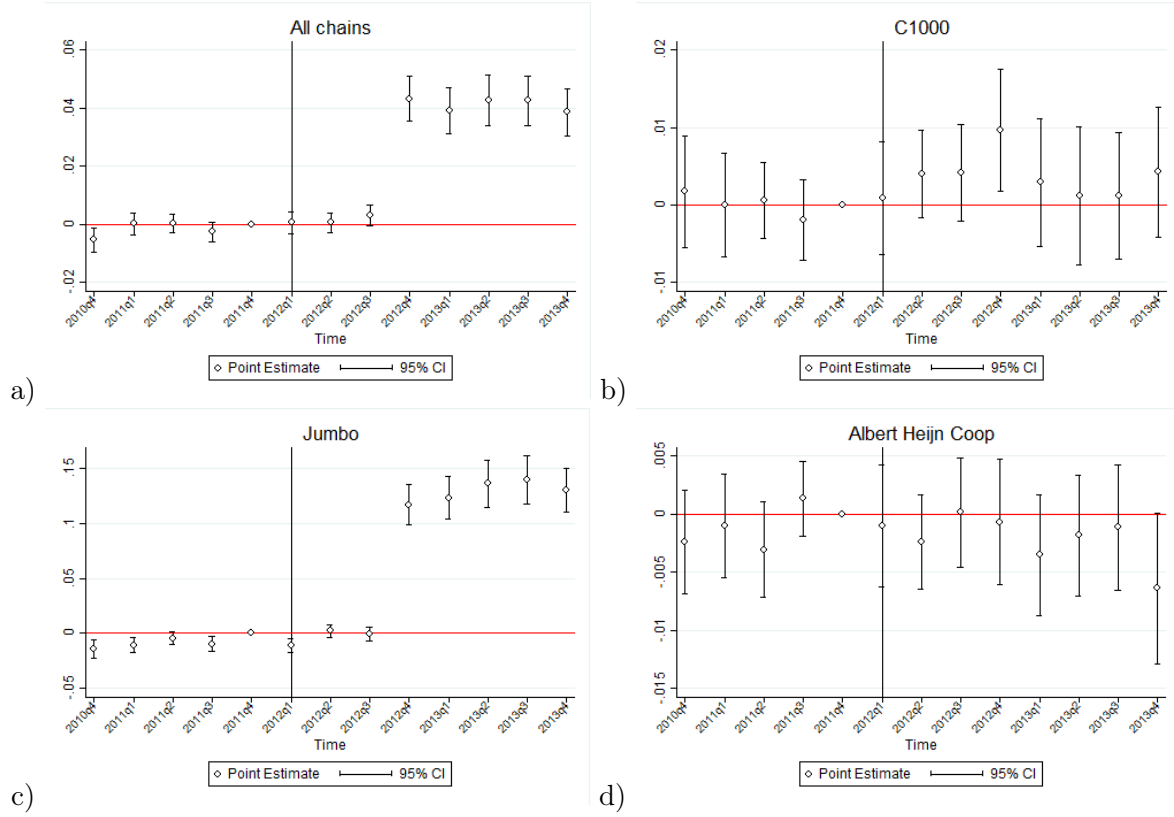 All chains
.06
.04
.02
0
-.02
2010q4
2011q1
2011q2
2011q3
2011q4
2012q1
2012q2
2012q3
2012q4
2013q1
2013q2
2013q3
2013q4
Time
Point Estimate 95% CI
a)
C1000
.02
.01
0
-.01
2010q4
2011q1
2011q2
2011q3
2011q4
2012q1
2012q2
2012q3
2012q4
2013q1
2013q2
2013q3
2013q4
Time
Point Estimate 95% CI
b)
Jumbo
.15
.1
.05
0
-.05
2010q4
2011q1
2011q2
2011q3
2011q4
2012q1
2012q2
2012q3
2012q4
2013q1
2013q2
2013q3
2013q4
Time
Point Estimate 95% CI
c)
Albert Heijn Coop
.005
0
-.005
-.01
-.015
2010q4
2011q1
2011q2
2011q3
2011q4
2012q1
2012q2
2012q3
2012q4
2013q1
2013q2
2013q3
2013q4
Time
Point Estimate 95% CI
d)